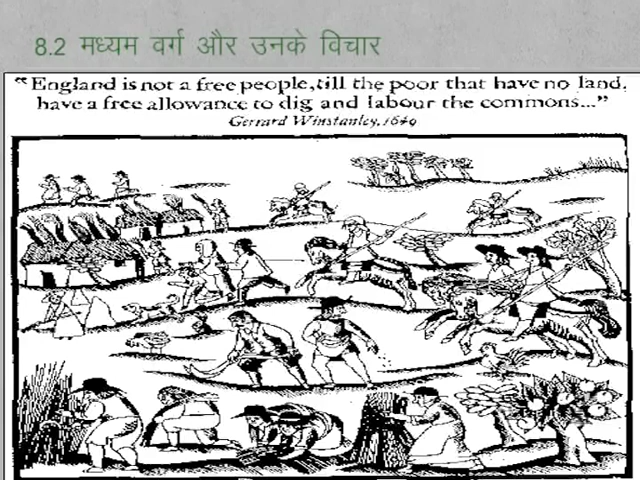 8.2 मध्यम वर्ग और उनके विचार
“England is not a free people, till the poor that have no land,
have a free allowance to dig and labour the commons...”
Gerrard Winstanley, 1649